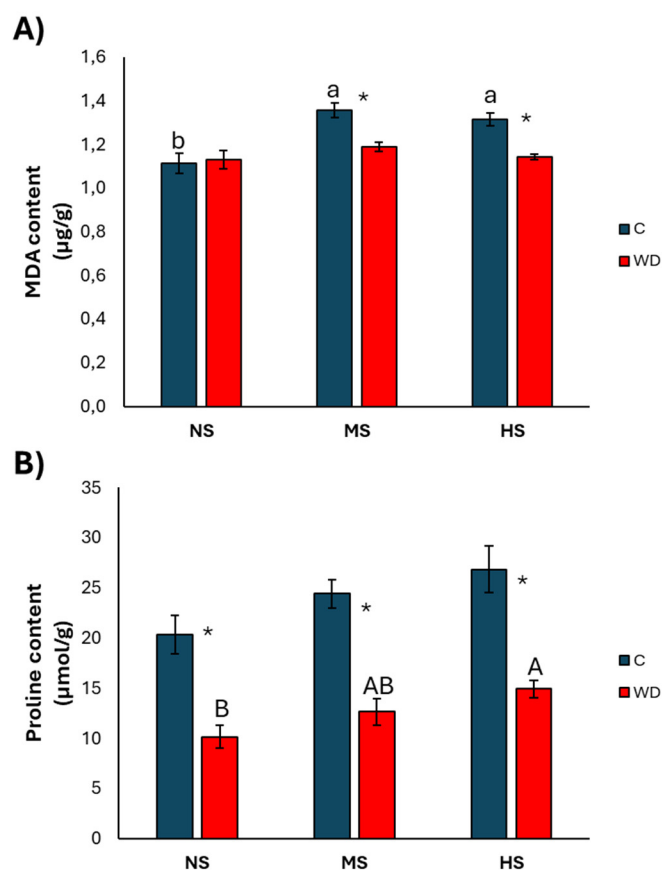 A)
MDA content
(µg/g)
1,6
1,4
1,2
1,0
0,8
0,6
0,4
0,2
0,0
b
a
*
a
*
NS
MS
HS
C
WD
B)
Proline content
(µmol/g)
35
30
25
20
15
10
5
0
*
B
*
AB
*
A
NS
MS
HS
C
WD